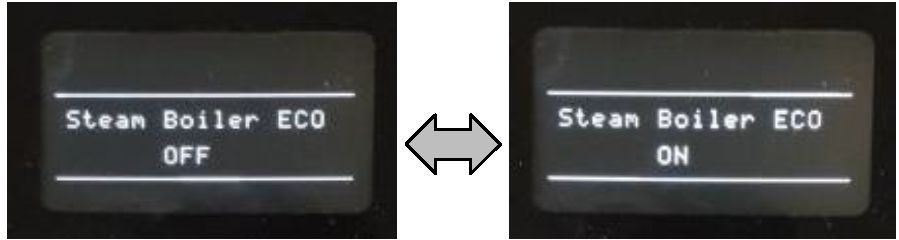 Steam Boiler ECO
OFF
Steam Boiler ECO
ON